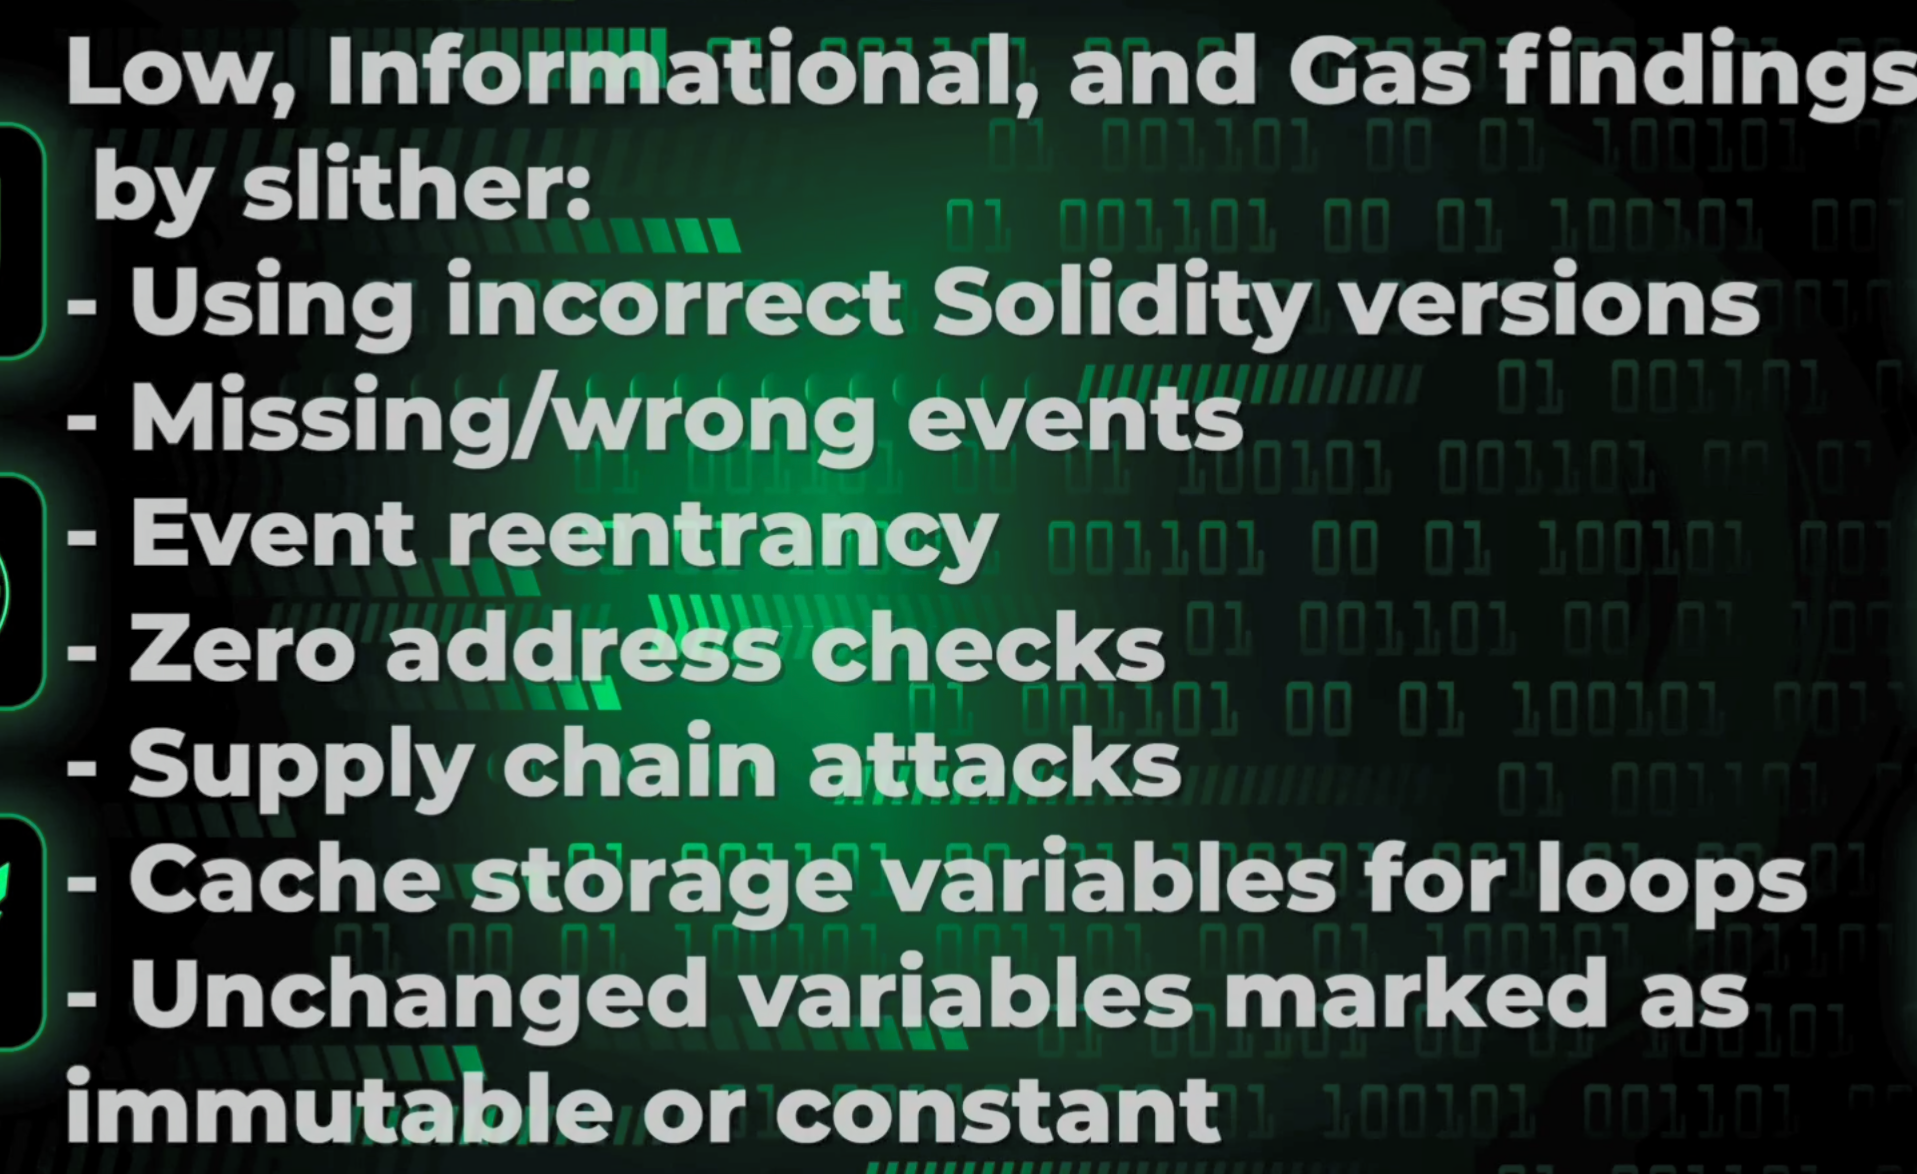 Low, Informational, and Gas findings
by slither:
- Using incorrect Solidity versions
- Missing/wrong events
- Event reentrancy
- Zero address checks
- Supply chain attacks
- Cache storage variables for loops
- Unchanged variables marked as
immutable or constant